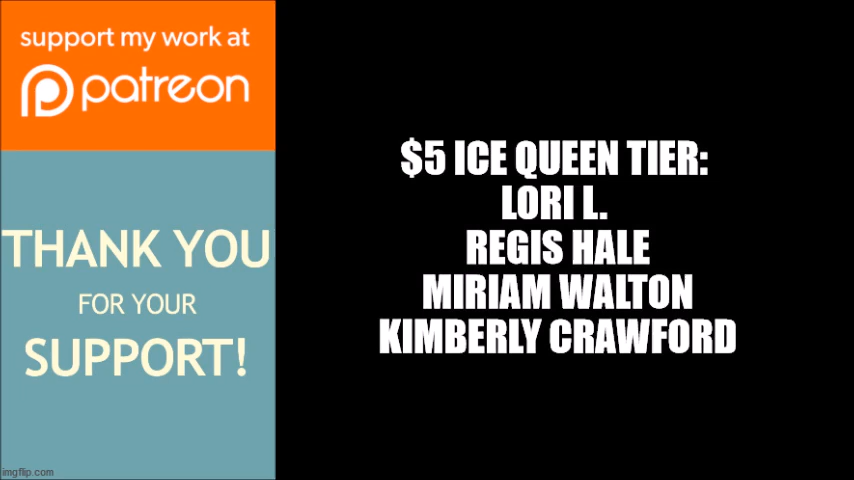 support my work at
patreon
THANK YOU
FOR YOUR
SUPPORT!
$5 ICE QUEEN TIER:
LORI L.
REGIS HALE
MIRIAM WALTON
KIMBERLY CRAWFORD
imgflip.com